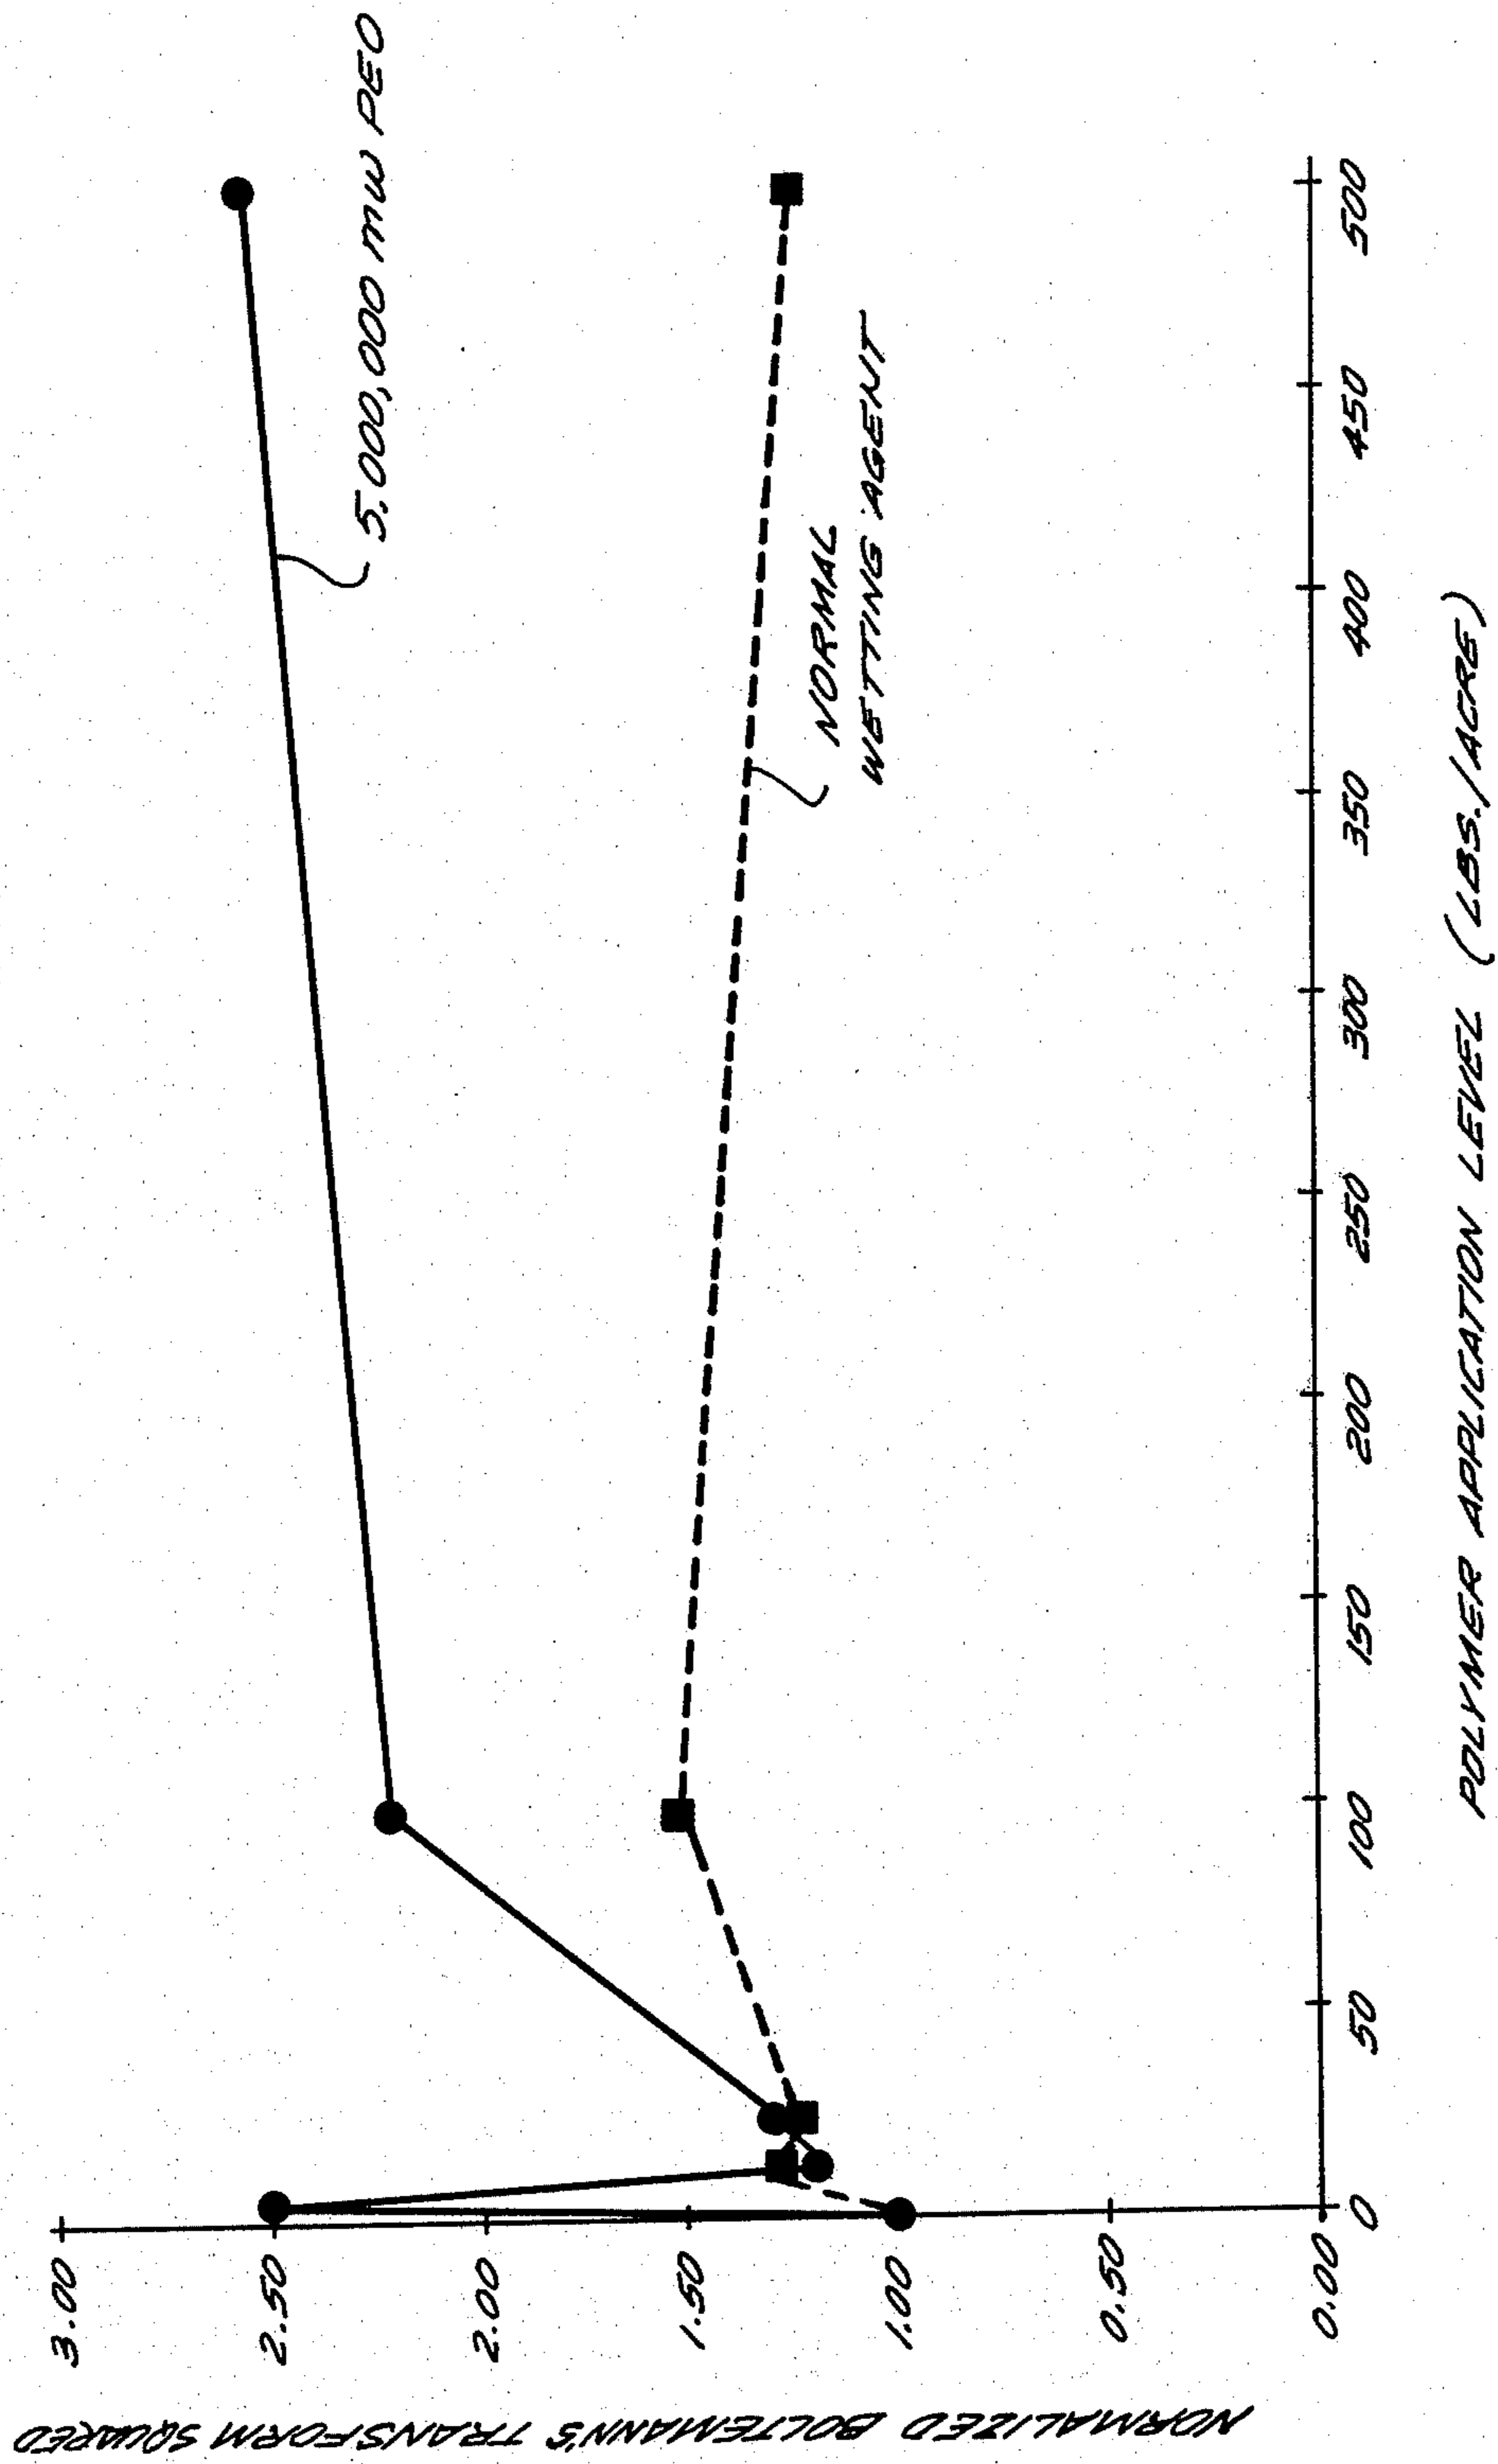 NORMALIZED BOLTEMANN'S TRANSFORM SQUARED
3.00
2.50
2.00
1.50
1.00
0.50
0.00
5,000,000 mw PEO
NORMAL
WETTING AGENT
0 50 100 150 200 250 300 350 400 450 500
POLYMER APPLICATION LEVEL (LBS./ACRE)